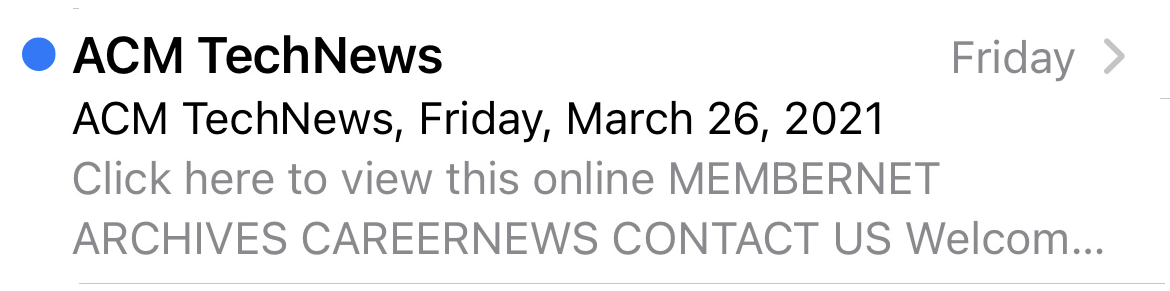 ACM TechNews Friday
ACM TechNews, Friday, March 26, 2021
Click here to view this online MEMBERNET
ARCHIVES CAREERNEWS CONTACT US Welcom...